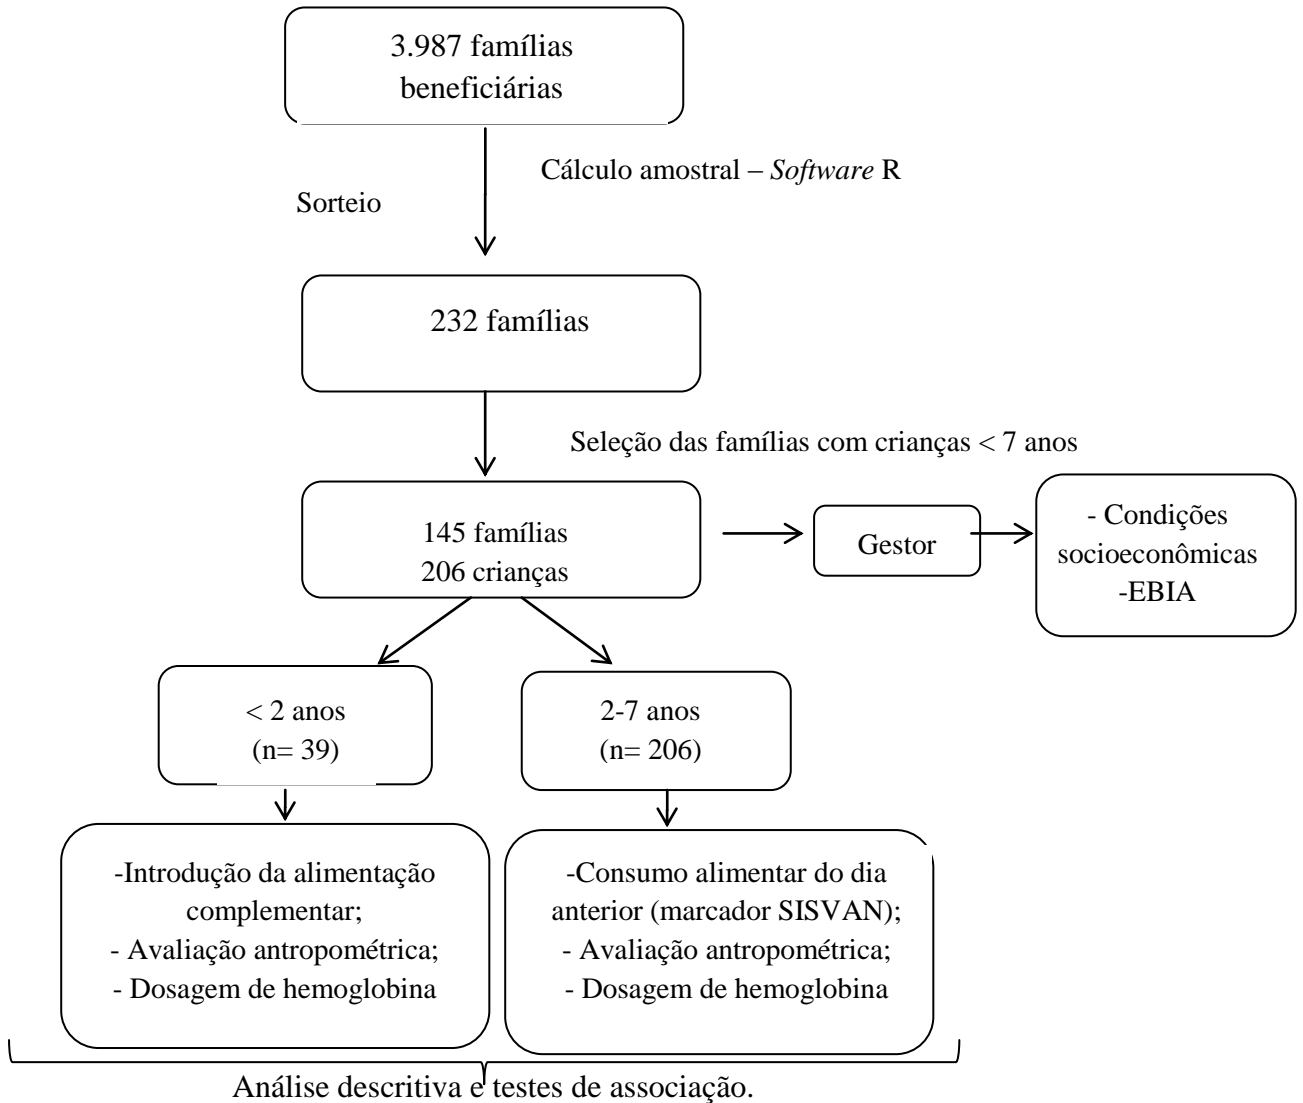 3.987 famílias
beneficiárias
Cálculo amostral – Software R
Sorteio
232 famílias
Seleção das famílias com crianças < 7 anos
145 famílias
206 crianças
Gestor
- Condições
socioeconômicas
-EBIA
< 2 anos
(n= 39)
2-7 anos
(n= 206)
-Introdução da alimentação
complementar;
- Avaliação antropométrica;
- Dosagem de hemoglobina
-Consumo alimentar do dia
anterior (marcador SISVAN);
- Avaliação antropométrica;
- Dosagem de hemoglobina
Análise descritiva e testes de associação.